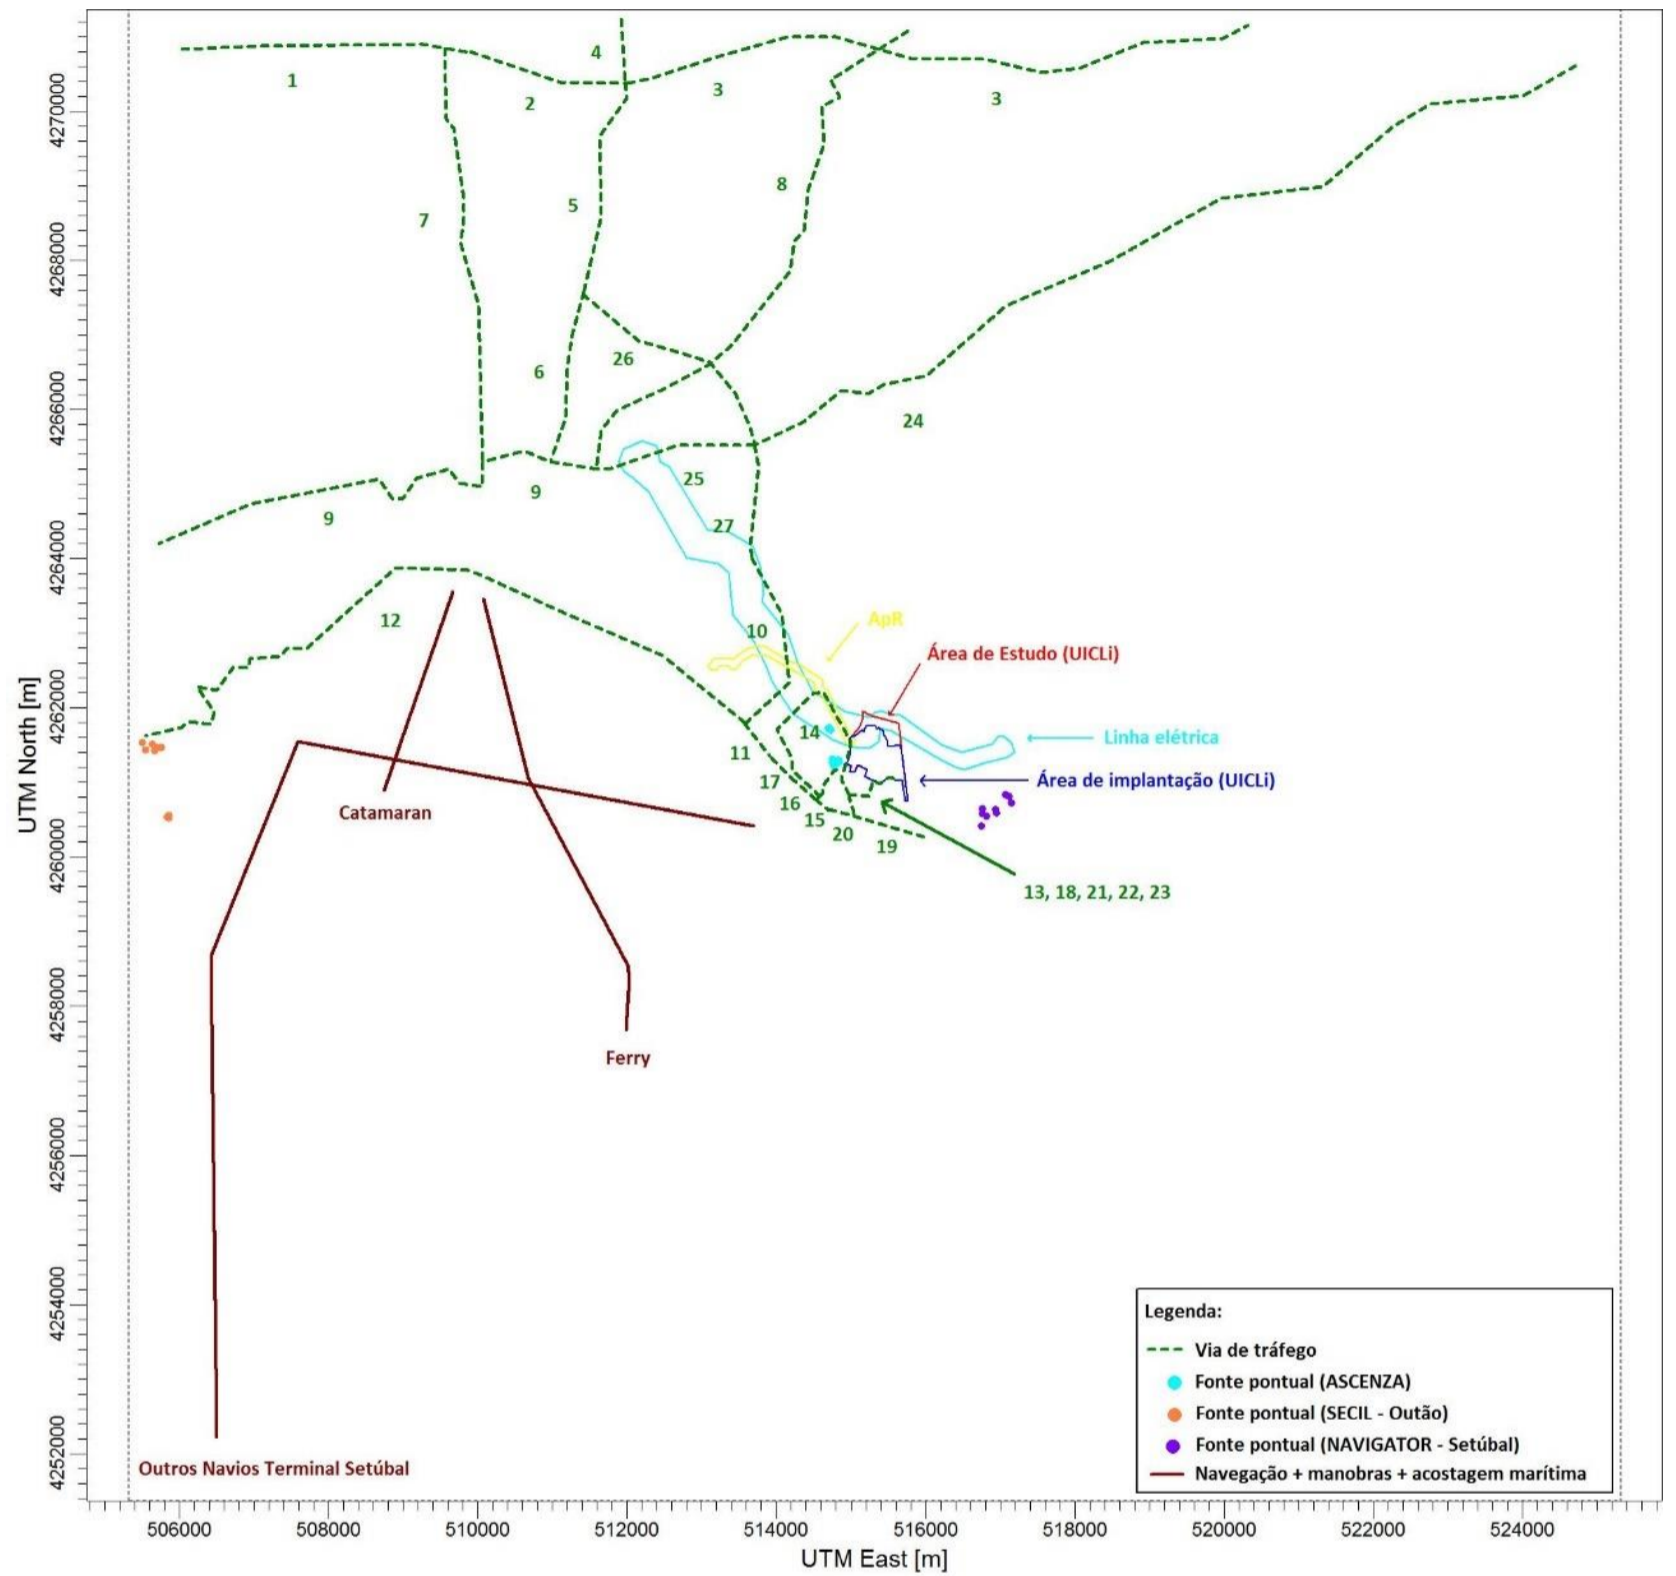 4
1
2
3
3
4270000
8
5
7
4268000
26
6
4266000
24
25
9
27
9
4264000
ApR
12
10
Área de Estudo (UICLi)
4262000
14
Linha elétrica
11
17
Área de implantação (UICLi)
16
Catamaran
15
20
19
4260000
13, 18, 21, 22, 23
UTM North [m]
4258000
Ferry
4256000
4254000
Legenda:
Via de tráfego
Fonte pontual (ASCENZA)
Fonte pontual (SECIL - Outão)
Fonte pontual (NAVIGATOR - Setúbal)
Navegação + manobras + acostagem marítima
4252000
Outros Navios Terminal Setúbal
506000 508000 510000 512000 514000 516000 518000 520000 522000 524000
UTM East [m]